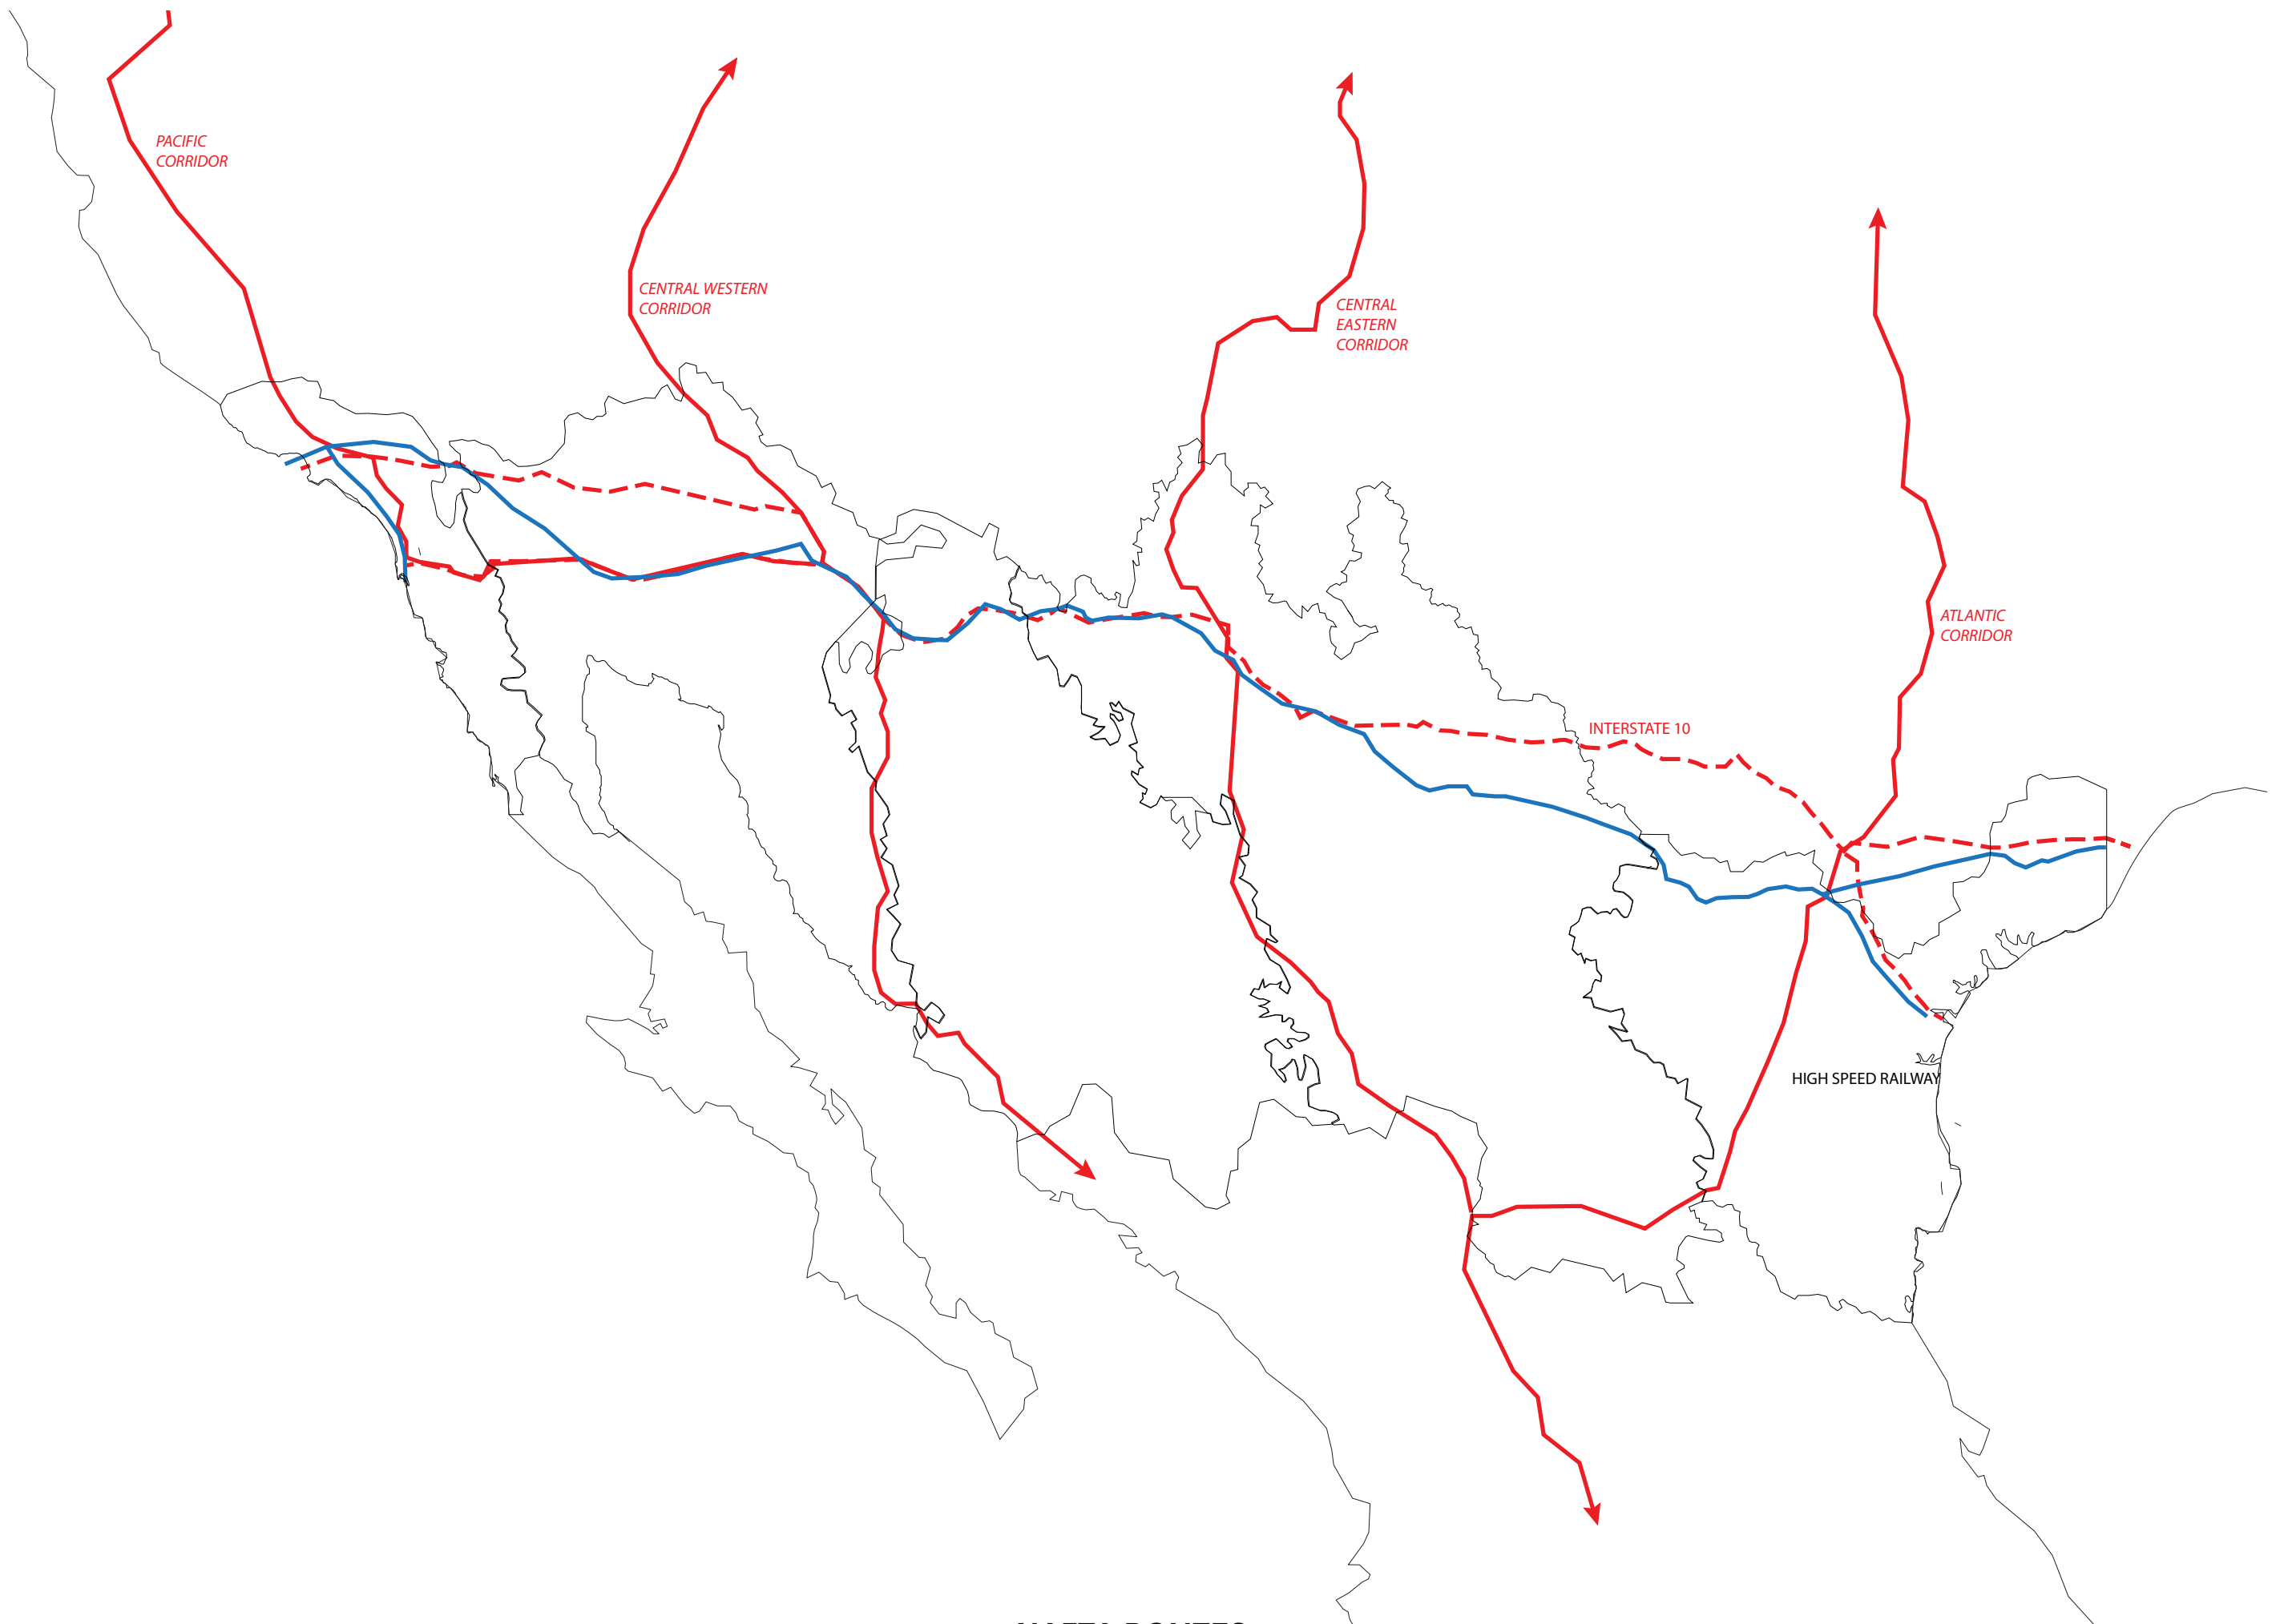 PACIFIC
CORRIDOR
CENTRAL WESTERN
CORRIDOR
CENTRAL
EASTERN
CORRIDOR
ATLANTIC
CORRIDOR
INTERSTATE 10
HIGH SPEED RAILWAY